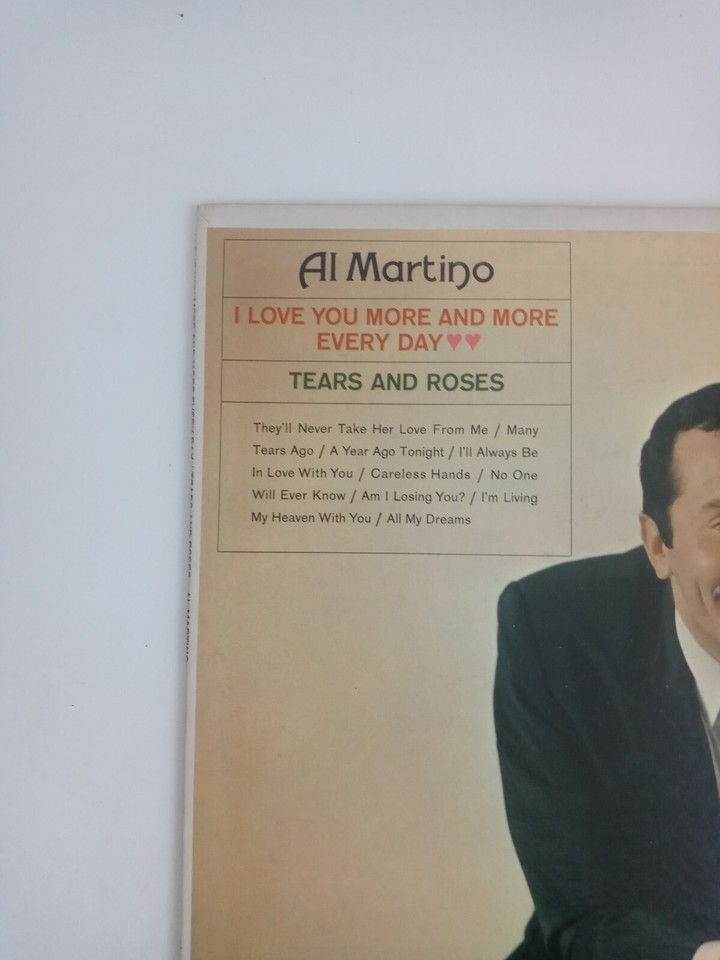 Al Martino
I LOVE YOU MORE AND MORE
EVERY DAY♥♥
TEARS AND ROSES
They'll Never Take Her Love From Me / Many
Tears Ago / A Year Ago Tonight / I'll Always Be
In Love With You / Careless Hands / No One
Will Ever Know / Am I Losing You? / I'm Living
My Heaven With You / All My Dreams